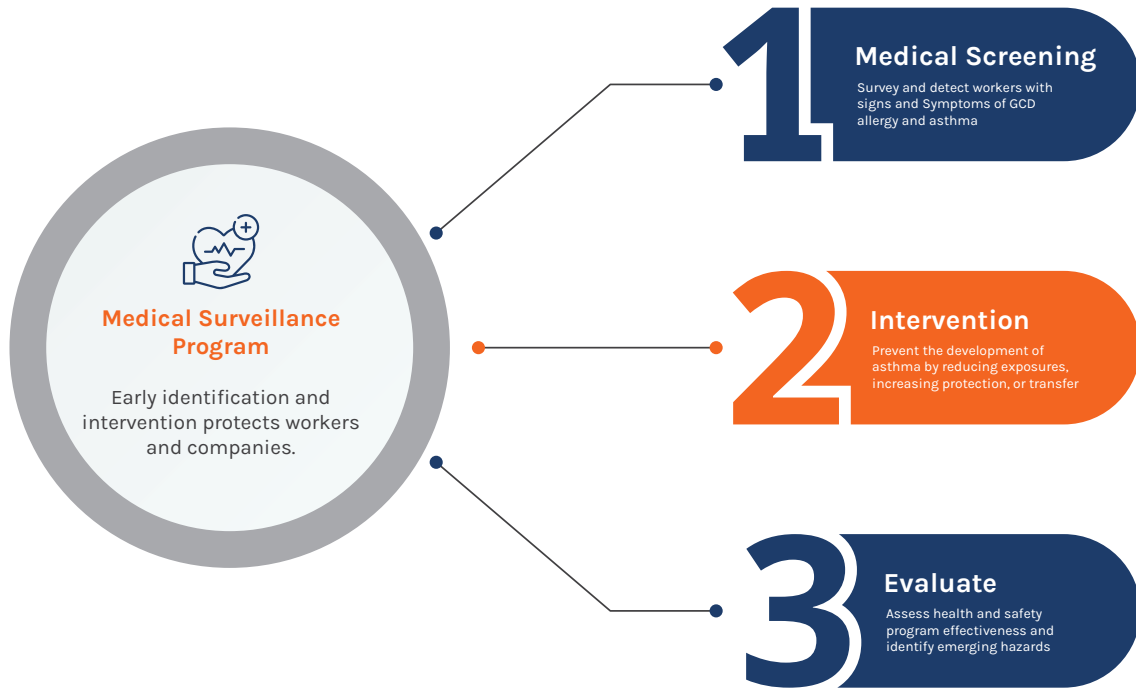 Medical Surveillance
Program
Early identification and
intervention protects workers
and companies.
1
Medical Screening
Survey and detect workers with
signs and Symptoms of GCD
allergy and asthma
2
Intervention
Prevent the development of
asthma by reducing exposures,
increasing protection, or transfer
3
Evaluate
Assess health and safety
program effectiveness and
identify emerging hazards